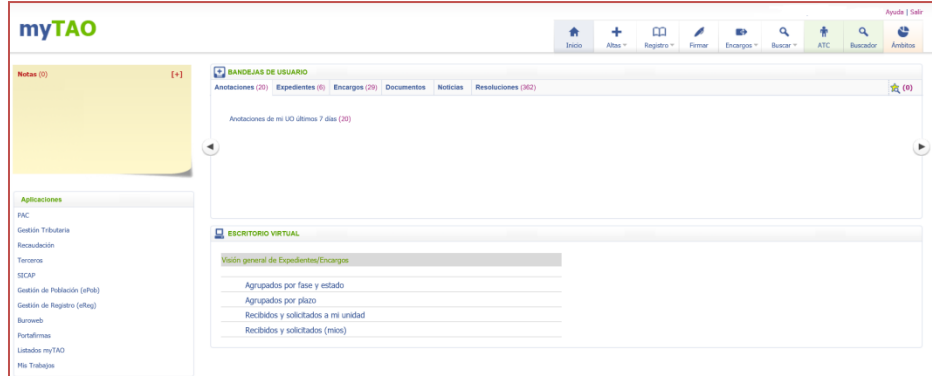 Ayuda | Salir
myTAO
Inicio Altas Registro Firmar Encargos Buscar ATC Buscador Ámbitos
Notas (0) [+]
BANDEJAS DE USUARIO
Anotaciones (20) Expedientes (6) Encargos (29) Documentos Noticias Resoluciones (362) (0)
Anotaciones de mi UO últimos 7 días (20)
Aplicaciones
PAC
Gestión Tributaria
Recaudación
Terceros
SICAP
Gestión de Población (ePob)
Gestión de Registro (eReg)
Buroweb
Portafirmas
Listados myTAO
Mis Trabajos
ESCRITORIO VIRTUAL
Visión general de Expedientes/Encargos
Agrupados por fase y estado
Agrupados por plazo
Recibidos y solicitados a mi unidad
Recibidos y solicitados (mios)